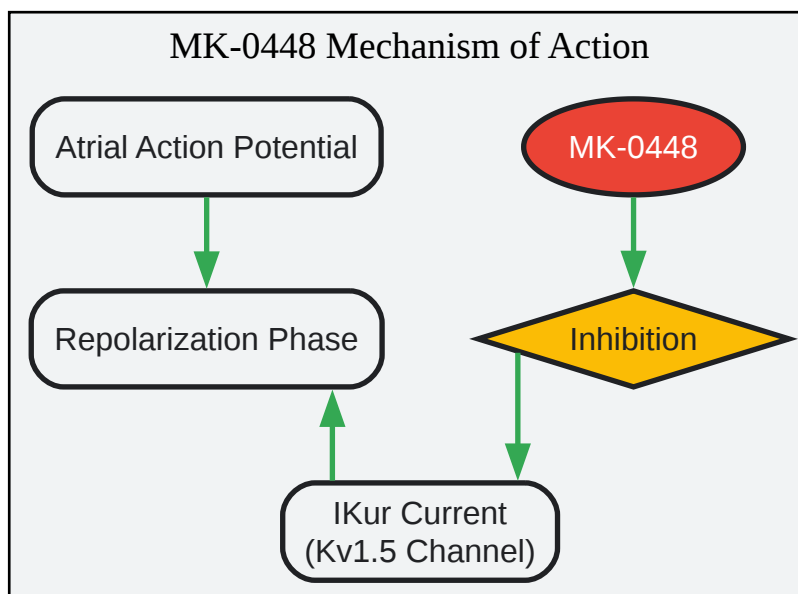 MK-0448 Mechanism of Action
Atrial Action Potential
MK-0448
Repolarization Phase
Inhibition
IKur Current
(Kv1.5 Channel)